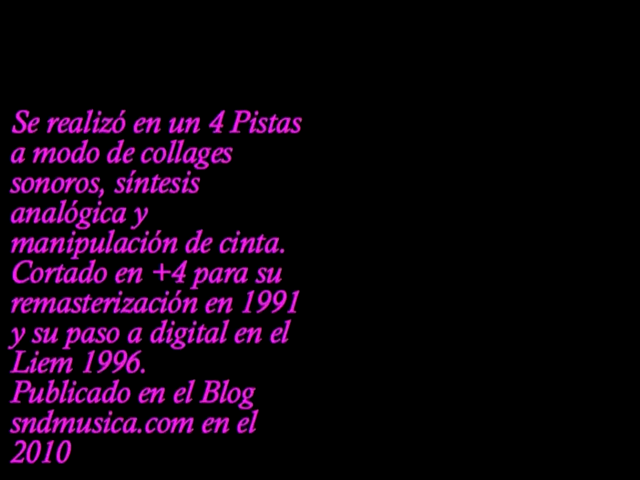 Se realizó en un 4 Pistas
a modo de collages
sonoros, síntesis
analógica y
manipulación de cinta.
Cortado en +4 para su
remasterización en 1991
y su paso a digital en el
Liem 1996.
Publicado en el Blog
sndmusica.com en el
2010